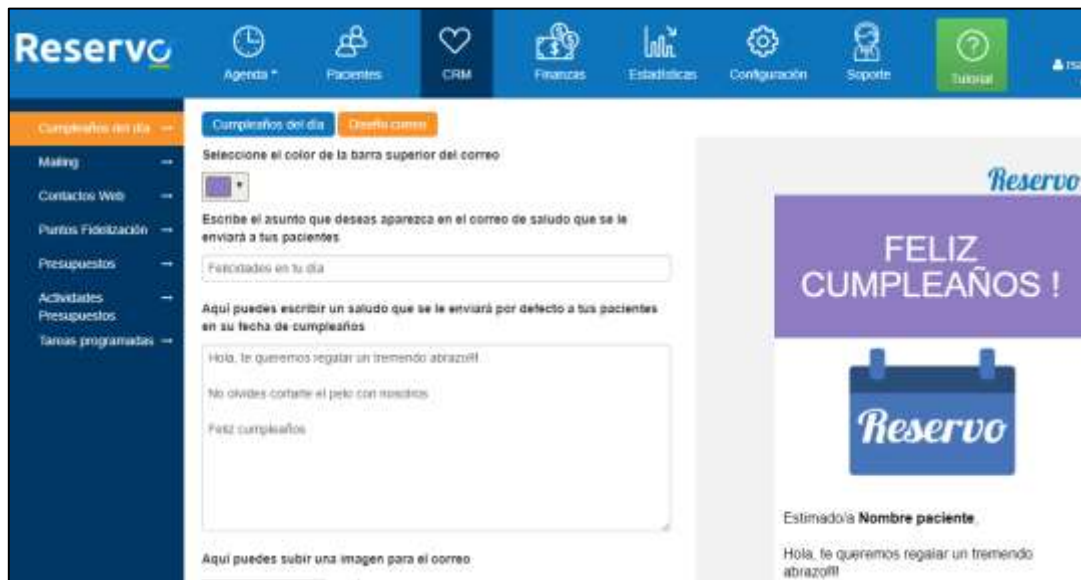 Reservo
Agenda
Pacientes
CRM
Finanzas
Estadísticas
Configuración
Soporte
Tutorial
Cumpleaños del día
Mailing
Contactos Web
Puntos Fidelización
Presupuestos
Actividades
Presupuestos
Tareas programadas
Cumpleaños del día
Diseño correo
Seleccione el color de la barra superior del correo
Escribe el asunto que deseas aparezca en el correo de saludo que se le
enviará a tus pacientes
Felicidades en tu día
Aquí puedes escribir un saludo que se le enviará por defecto a tus pacientes
en su fecha de cumpleaños
Hola, te queremos regalar un tremendo abrazo!!!!
No olvides cortarte el pelo con nosotros
Feliz cumpleaños
Aquí puedes subir una imagen para el correo
Reservo
FELIZ
CUMPLEAÑOS !
Reservo
Estimado/a Nombre paciente,
Hola, te queremos regalar un tremendo
abrazo!!!!